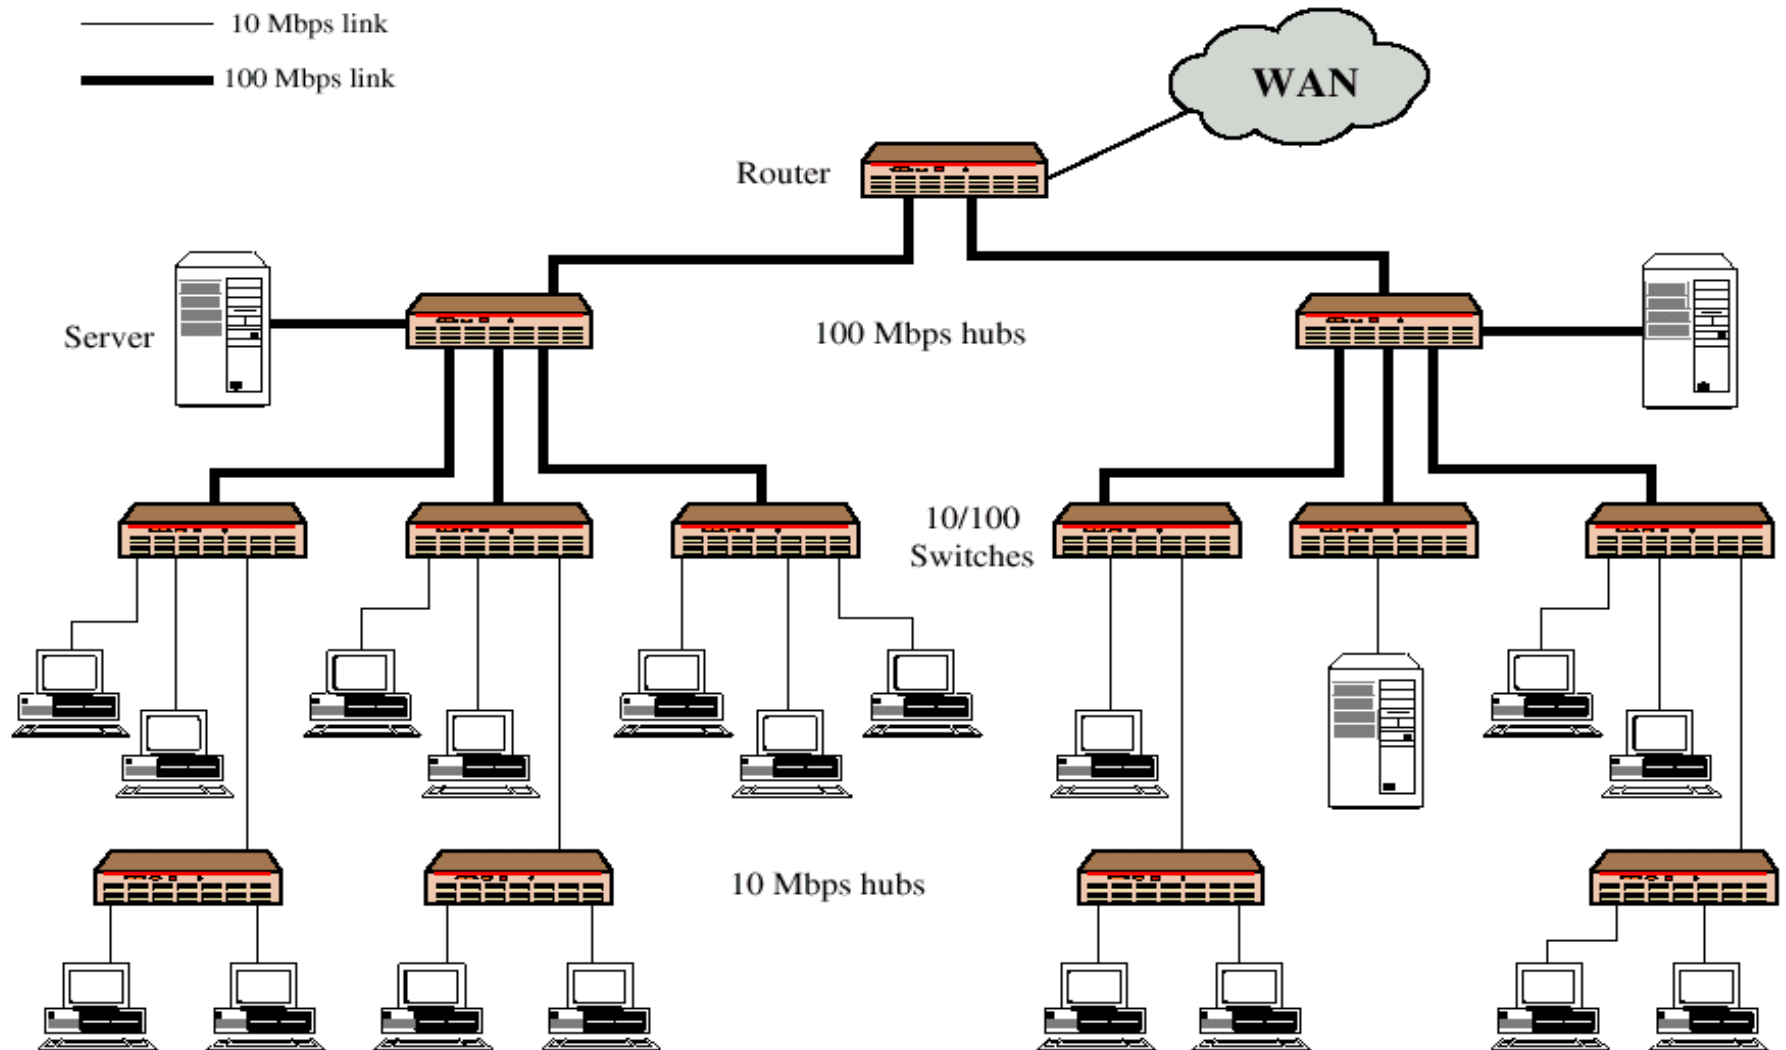 10 Mbps link
100 Mbps link
WAN
Router
Server
100 Mbps hubs
10/100
Switches
10 Mbps hubs